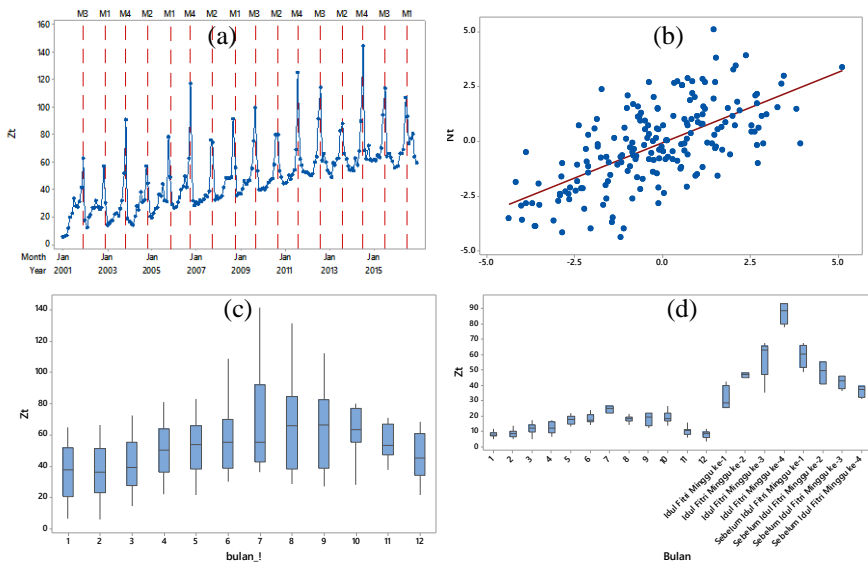 M3 M1 M4 M2 M1 M4 M2 M1 M3 M2 M4 M3 M2 M4 M3 M1
(a)
160
140
120
100
80
60
40
20
0
Zt
Month Jan Jan Jan Jan Jan Jan Jan Jan
Year 2001 2003 2005 2007 2009 2011 2013 2015
(b)
5.0
2.5
0.0
-2.5
-5.0
Nt
-5.0 -2.5 0.0 2.5 5.0
(c)
140
120
100
80
60
40
20
0
Zt
1 2 3 4 5 6 7 8 9 10 11 12
bulan_!
(d)
90
80
70
60
50
40
30
20
10
0
Zt
1 2 3 4 5 6 7 8 9 10 11 12
Idul Fitri Minggu ke-1
Idul Fitri Minggu ke-2
Idul Fitri Minggu ke-3
Idul Fitri Minggu ke-4
Sebelum Idul Fitri Minggu ke-1
Sebelum Idul Fitri Minggu ke-2
Sebelum Idul Fitri Minggu ke-3
Sebelum Idul Fitri Minggu ke-4
Bulan